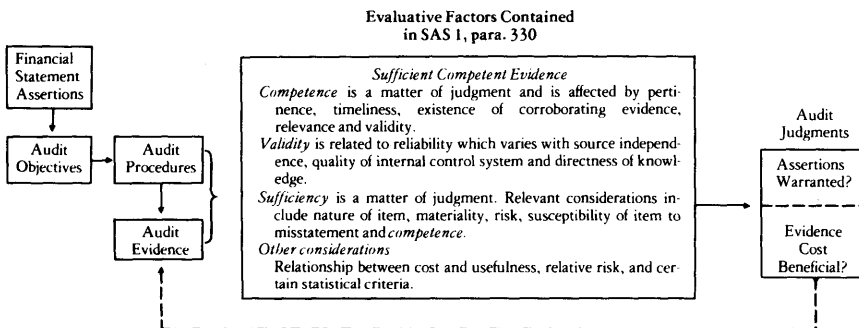 Evaluative Factors Contained
in SAS 1, para. 330
Financial
Statement
Assertions
Audit
Objectives
Audit
Procedures
Audit
Evidence
Sufficient Competent Evidence
Competence is a matter of judgment and is affected by perti-
nence, timeliness, existence of corroborating evidence,
relevance and validity.
Validity is related to reliability which varies with source independ-
ence, quality of internal control system and directness of knowl-
edge.
Sufficiency is a matter of judgment. Relevant considerations in-
clude nature of item, materiality, risk, susceptibility of item to
misstatement and competence.
Other considerations
Relationship between cost and usefulness, relative risk, and cer-
tain statistical criteria.
Audit
Judgments
Assertions
Warranted?
Evidence
Cost
Beneficial?